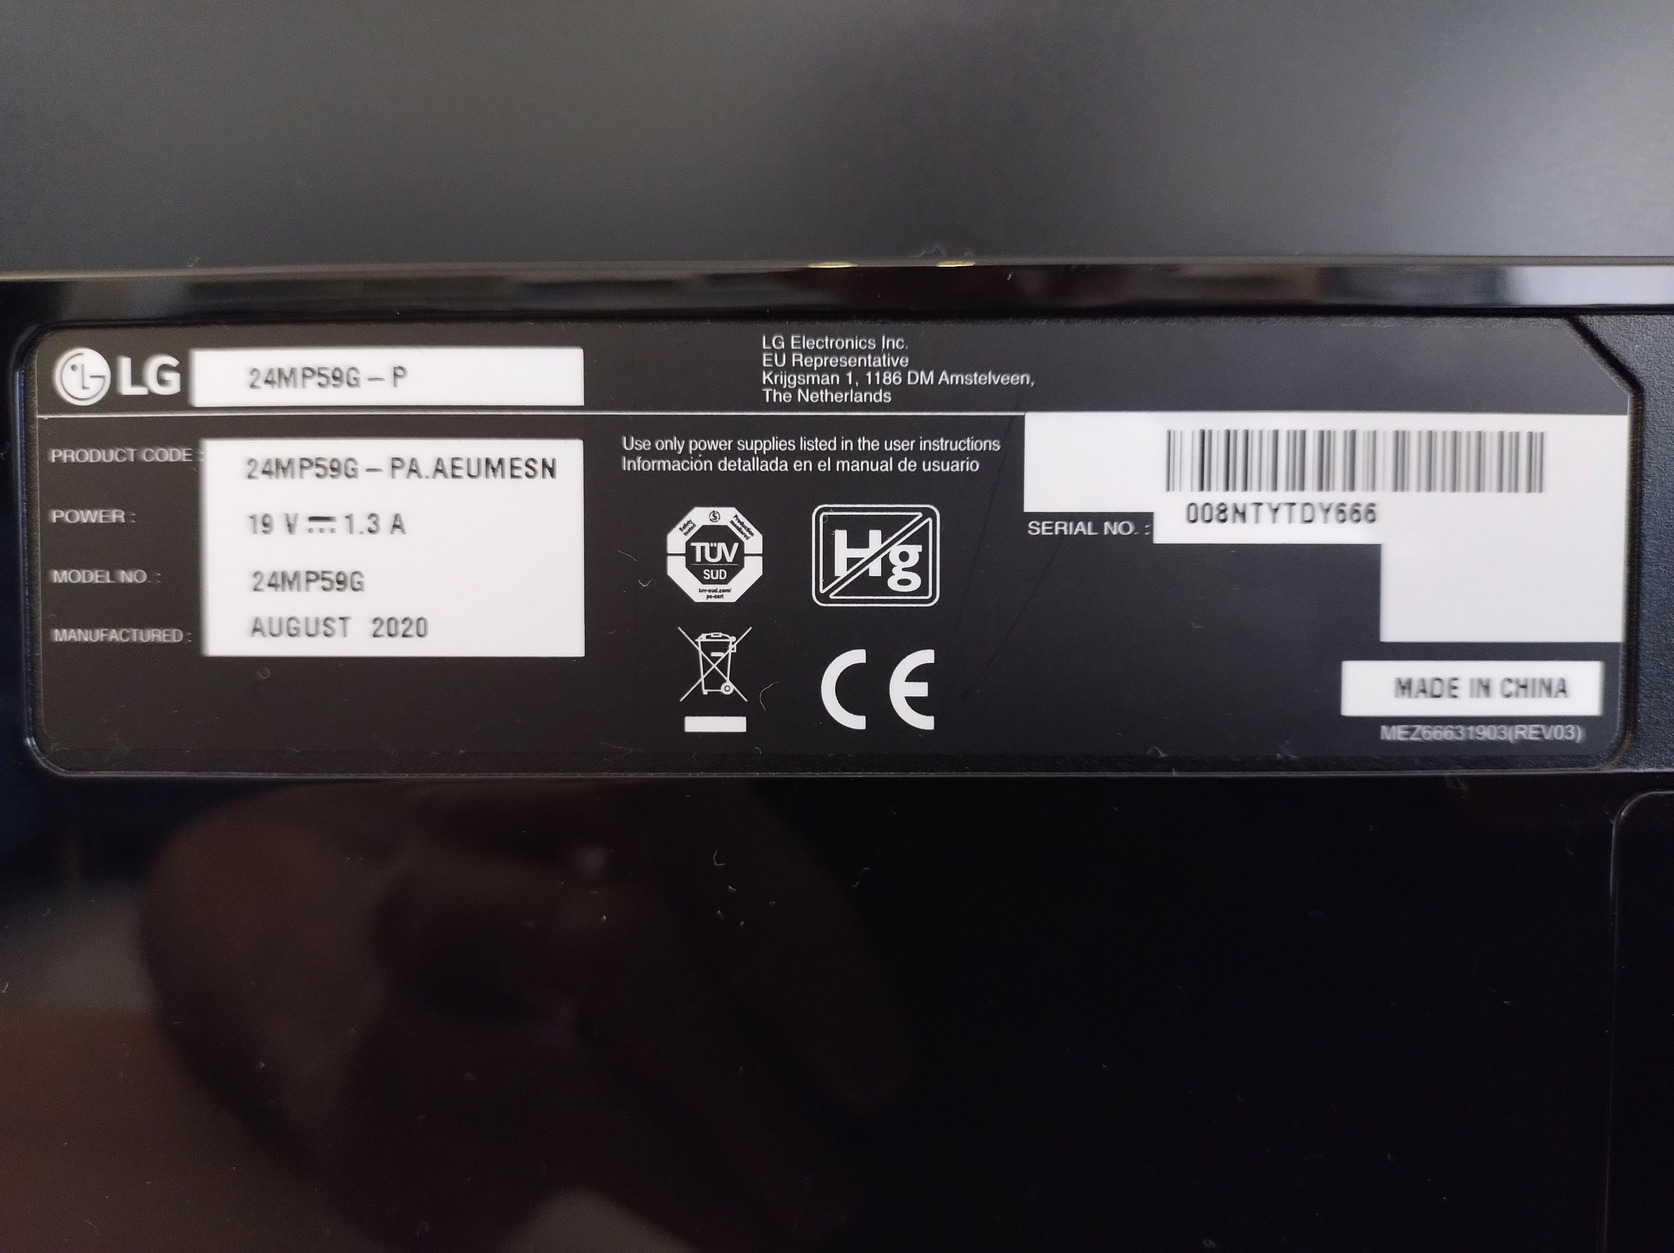 LG 24MP59G-P
LG Electronics Inc.
EU Representative
Krijgsman 1, 1186 DM Amstelveen,
The Netherlands
PRODUCT CODE : 24MP59G-PA.AEUMESN
POWER : 19 V ⎓ 1.3 A
MODEL NO. : 24MP59G
MANUFACTURED : AUGUST 2020
Use only power supplies listed in the user instructions
Información detallada en el manual de usuario
TÜV
SUD
Hg
CE
SERIAL NO. : 008NTYTDY666
MADE IN CHINA
MEZ66631903(REV03)